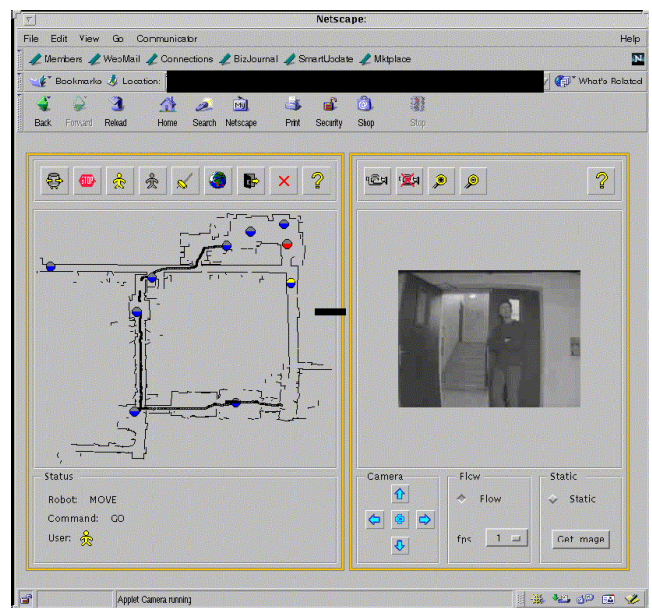 Netscape:
File Edit View Go Communicator Help
Members WebMail Connections BizJournal SmartUpdate Mktplace
Bookmarks Location: What's Related
Back Forward Reload Home Search Netscape Print Security Shop Stop
STOP
?
?
Status
Robot: MOVE
Command: GO
User:
Camera
Flow
Flow
fps 1
Static
Static
Get mage
Applet Camera running